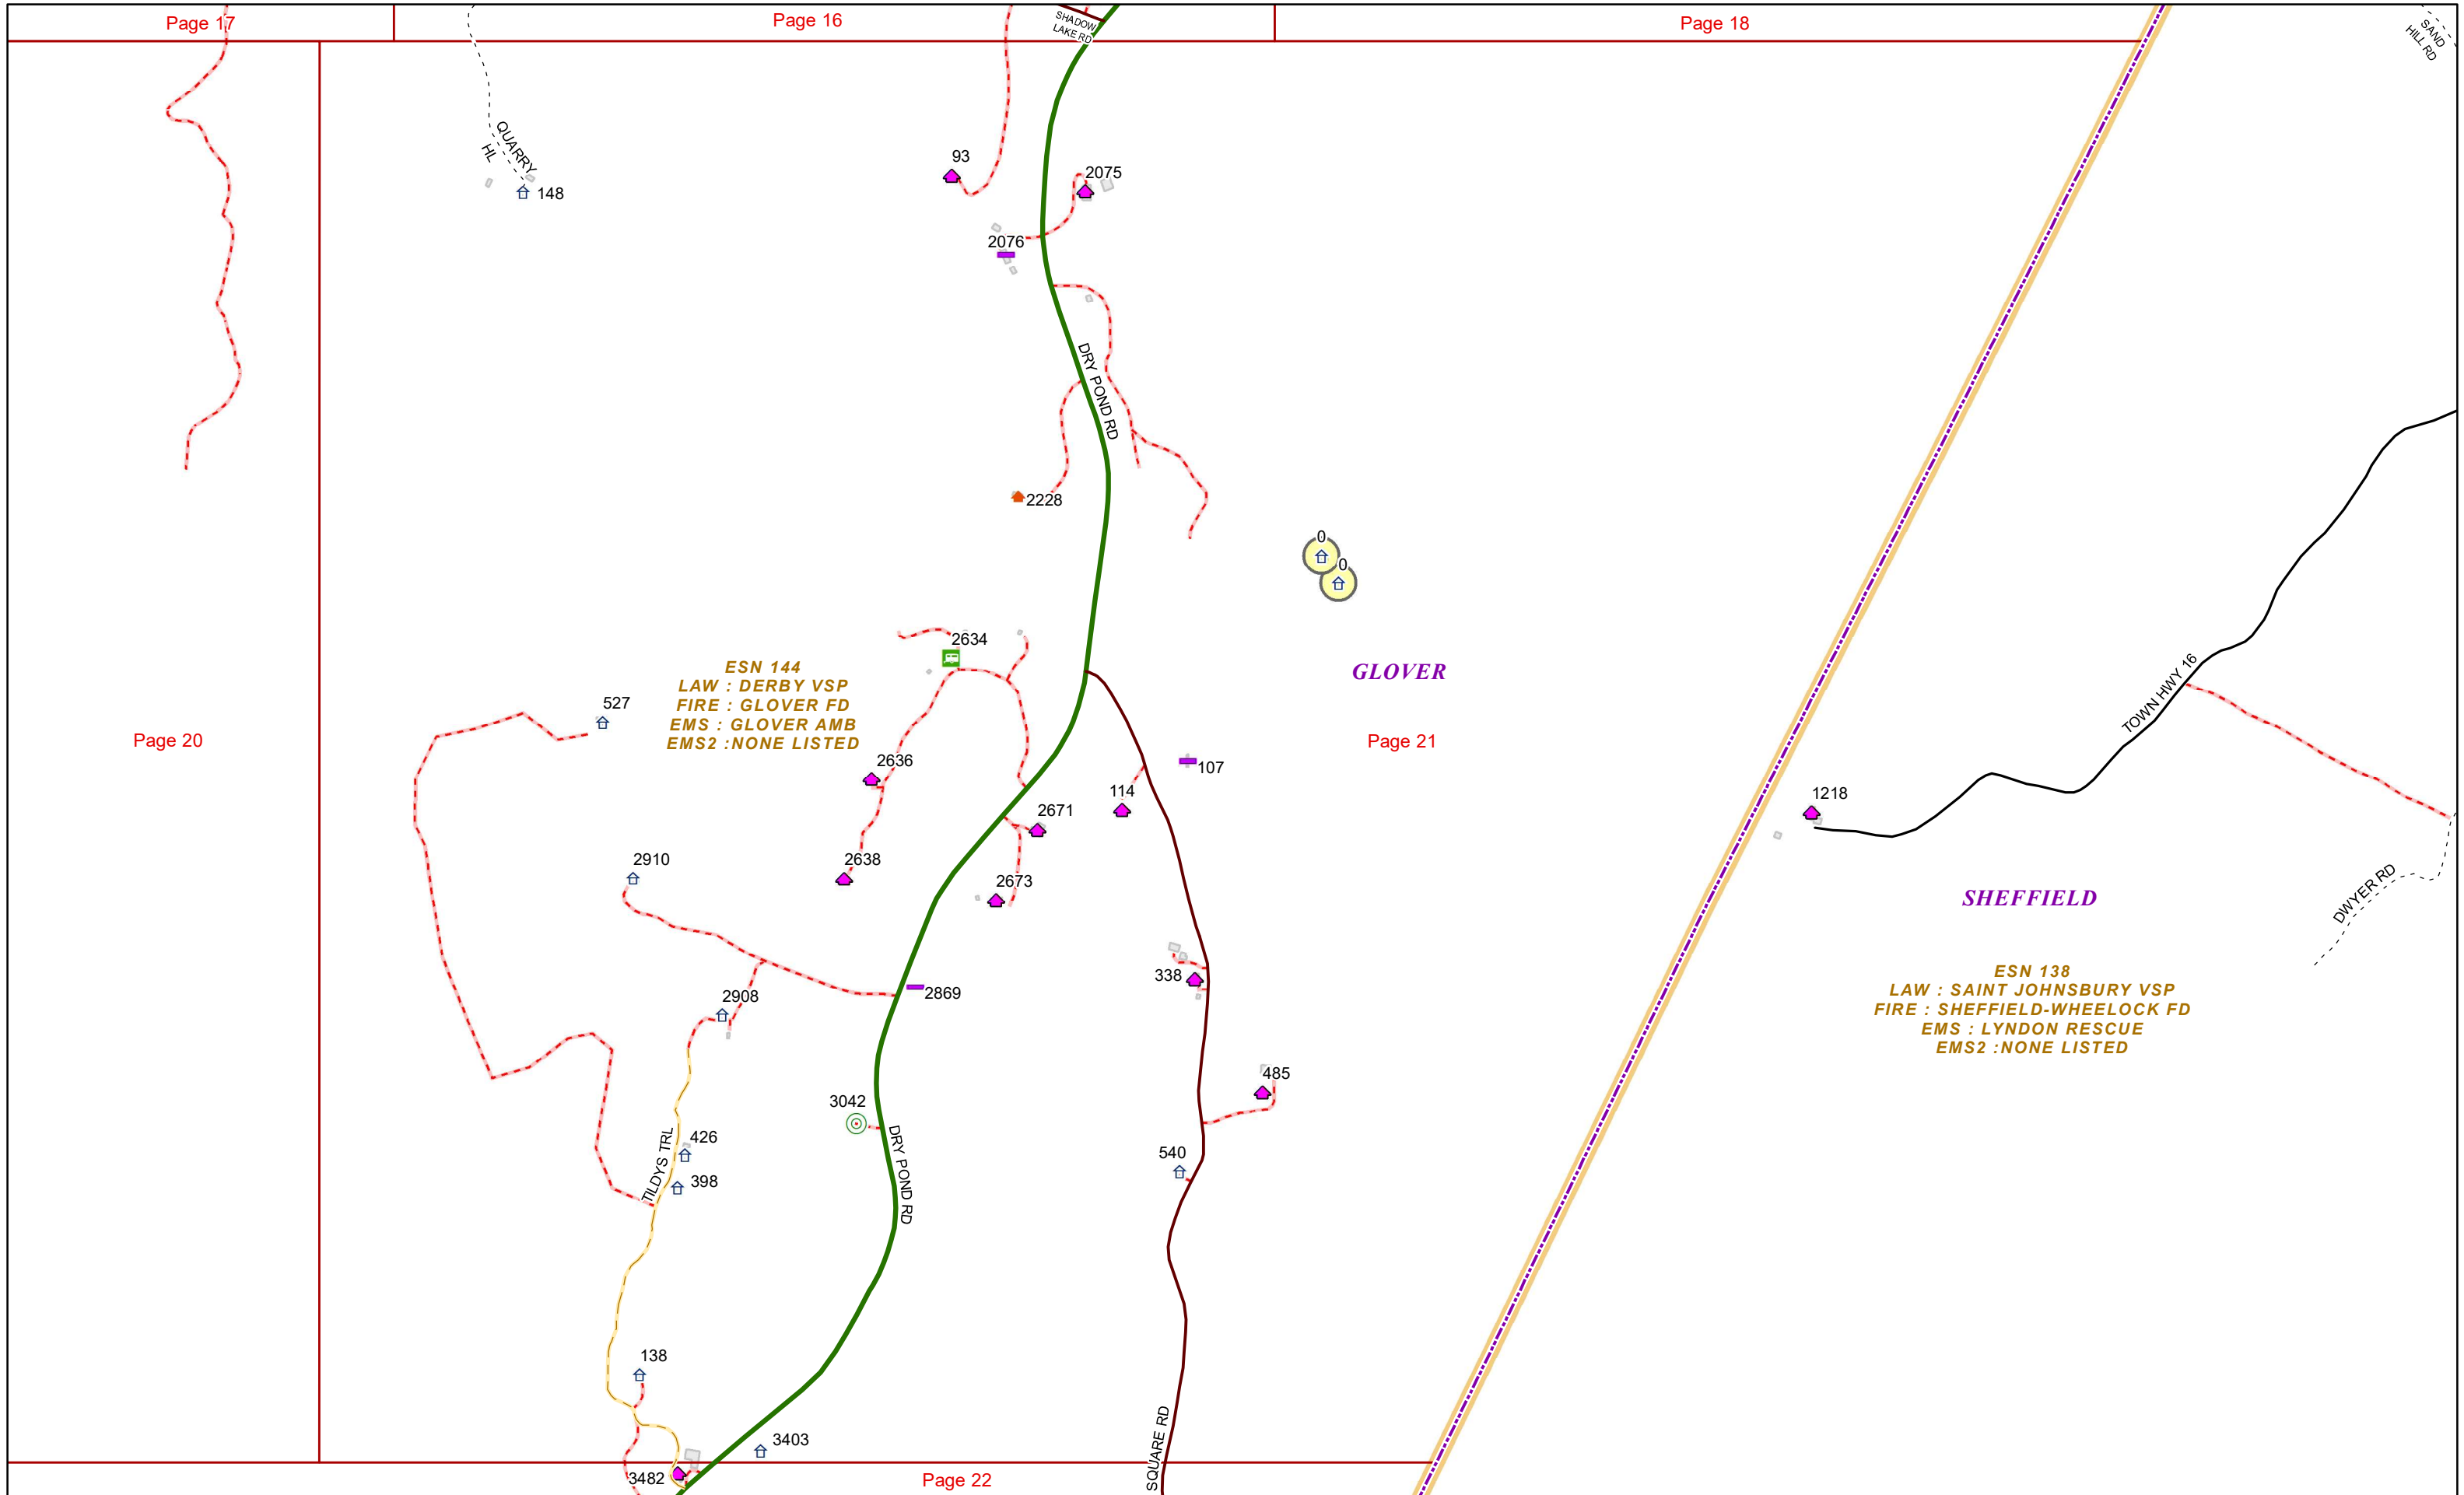 Page 17
Page 16
SHADOW
LAKE RD
Page 18
SAND
HILL RD
QUARRY
HL
148
93
2075
2076
DRY POND RD
2228
0
0
2634
ESN 144
LAW : DERBY VSP
FIRE : GLOVER FD
EMS : GLOVER AMB
EMS2 :NONE LISTED
GLOVER
TOWN HWY 16
527
Page 20
Page 21
2636
107
114
2671
1218
2910
2638
2673
SHEFFIELD
DWYER RD
338
2869
2908
ESN 138
LAW : SAINT JOHNSBURY VSP
FIRE : SHEFFIELD-WHEELOCK FD
EMS : LYNDON RESCUE
EMS2 :NONE LISTED
485
3042
426
TILDYS TRL
398
DRY POND RD
540
138
3403
SQUARE RD
3482
Page 22